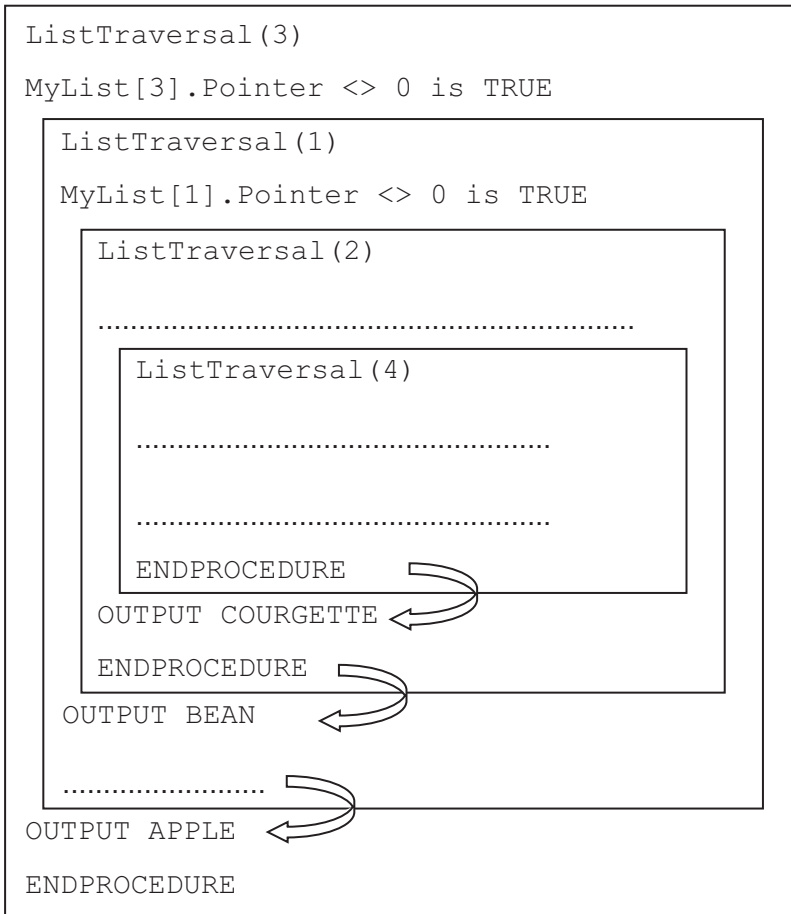 ListTraversal(3)
MyList[3].Pointer <> 0 is TRUE
ListTraversal(1)
MyList[1].Pointer <> 0 is TRUE
ListTraversal(2)
................................................................
ListTraversal(4)
..................................................
..................................................
ENDPROCEDURE
OUTPUT COURGETTE
ENDPROCEDURE
OUTPUT BEAN
.........................
OUTPUT APPLE
ENDPROCEDURE